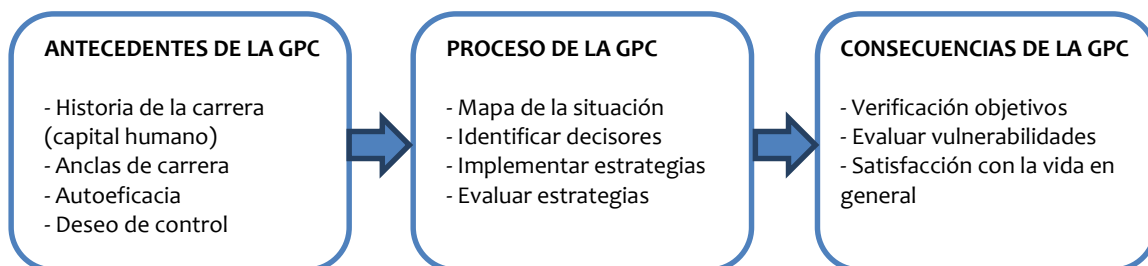 ANTECEDENTES DE LA GPC
- Historia de la carrera
(capital humano)
- Anclas de carrera
- Autoeficacia
- Deseo de control
PROCESO DE LA GPC
- Mapa de la situación
- Identificar decisores
- Implementar estrategias
- Evaluar estrategias
CONSECUENCIAS DE LA GPC
- Verificación objetivos
- Evaluar vulnerabilidades
- Satisfacción con la vida en
general